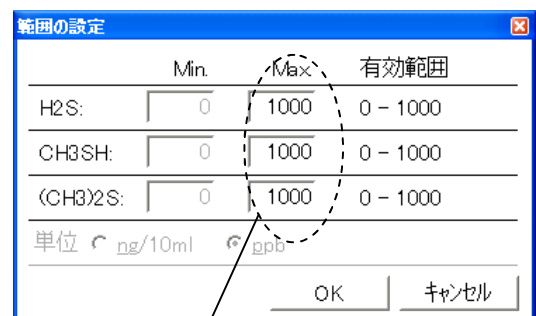 範囲の設定
Min. Max. 有効範囲
H2S: 0 1000 0 - 1000
CH3SH: 0 1000 0 - 1000
(CH3)2S: 0 1000 0 - 1000
単位 ng/10ml ppb
OK キャンセル